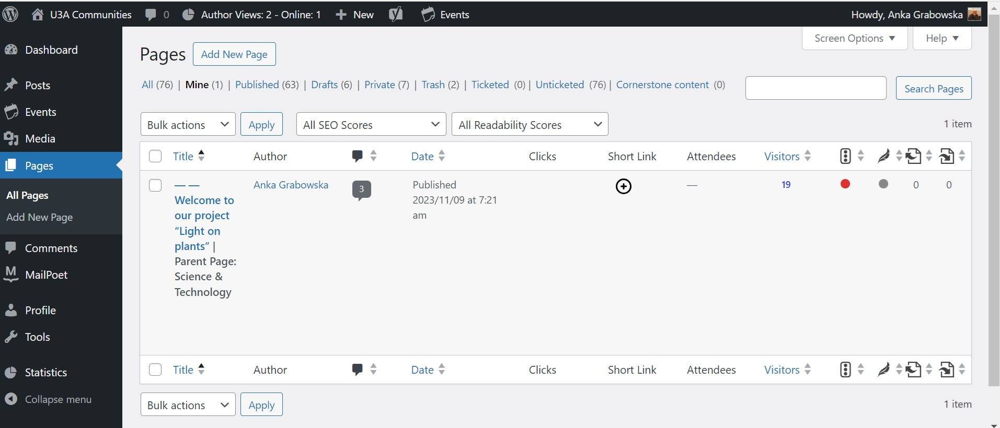 U3A Communities 0 Author Views: 2 - Online: 1 New Events Howdy, Anka Grabowska
Screen Options Help
Dashboard
Posts
Events
Media
Pages
All Pages
Add New Page
Comments
MailPoet
Profile
Tools
Statistics
Collapse menu
Pages Add New Page
All (76) | Mine (1) | Published (63) | Drafts (6) | Private (7) | Trash (2) | Ticketed (0) | Unticketed (76) | Cornerstone content (0)
Search Pages
Bulk actions Apply All SEO Scores All Readability Scores 1 item
Title Author Date Clicks Short Link Attendees Visitors
— — Anka Grabowska 3 Published — 19 0 0
Welcome to 2023/11/09 at 7:21
our project am
“Light on
plants” |
Parent Page:
Science &
Technology
Title Author Date Clicks Short Link Attendees Visitors
Bulk actions Apply 1 item